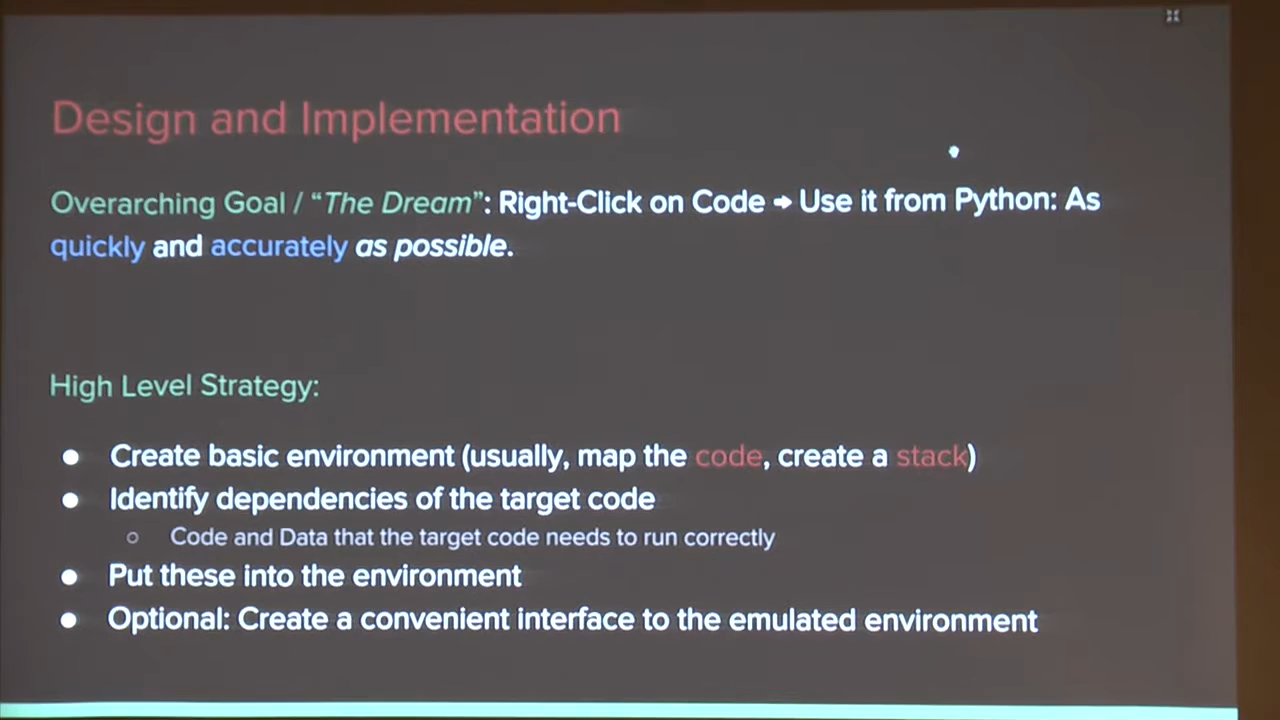 Design and Implementation
Overarching Goal / “The Dream”: Right-Click on Code → Use it from Python: As
quickly and accurately as possible.
High Level Strategy:
● Create basic environment (usually, map the code, create a stack)
● Identify dependencies of the target code
○ Code and Data that the target code needs to run correctly
● Put these into the environment
● Optional: Create a convenient interface to the emulated environment